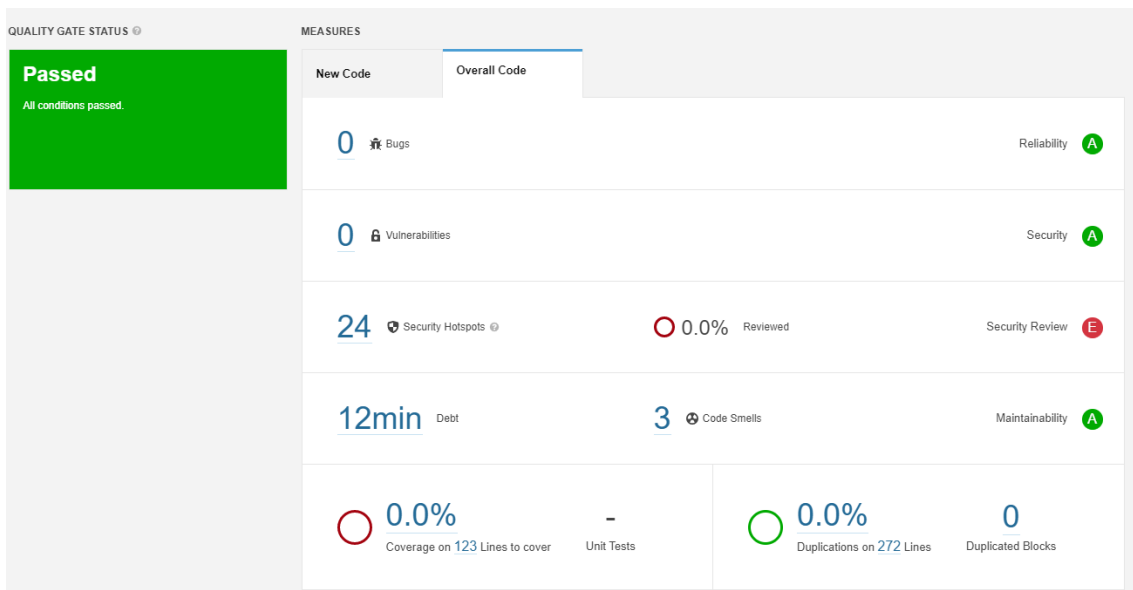 QUALITY GATE STATUS ?
MEASURES
Passed
All conditions passed.
New Code
Overall Code
0 Bugs
Reliability A
0 Vulnerabilities
Security A
24 Security Hotspots ?
0.0% Reviewed
Security Review E
12min Debt
3 Code Smells
Maintainability A
0.0%
Coverage on 123 Lines to cover
-
Unit Tests
0.0%
Duplications on 272 Lines
0
Duplicated Blocks